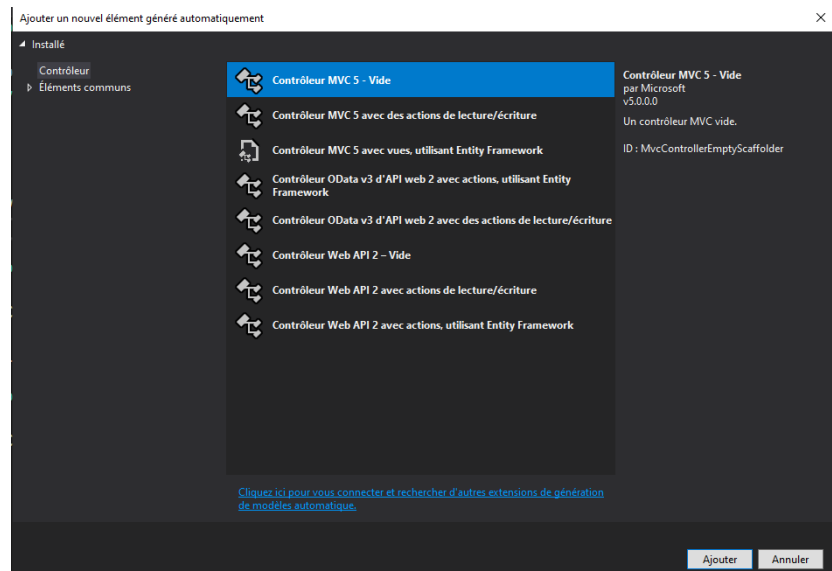 Ajouter un nouvel élément généré automatiquement
Installé
Contrôleur
Éléments communs
Contrôleur MVC 5 - Vide
Contrôleur MVC 5 avec des actions de lecture/écriture
Contrôleur MVC 5 avec vues, utilisant Entity Framework
Contrôleur OData v3 d'API web 2 avec actions, utilisant Entity
Framework
Contrôleur OData v3 d'API web 2 avec des actions de lecture/écriture
Contrôleur Web API 2 – Vide
Contrôleur Web API 2 avec actions de lecture/écriture
Contrôleur Web API 2 avec actions, utilisant Entity Framework
Cliquez ici pour vous connecter et rechercher d'autres extensions de génération
de modèles automatique.
Contrôleur MVC 5 - Vide
par Microsoft
v5.0.0.0
Un contrôleur MVC vide.
ID : MvcControllerEmptyScaffolder
Ajouter
Annuler